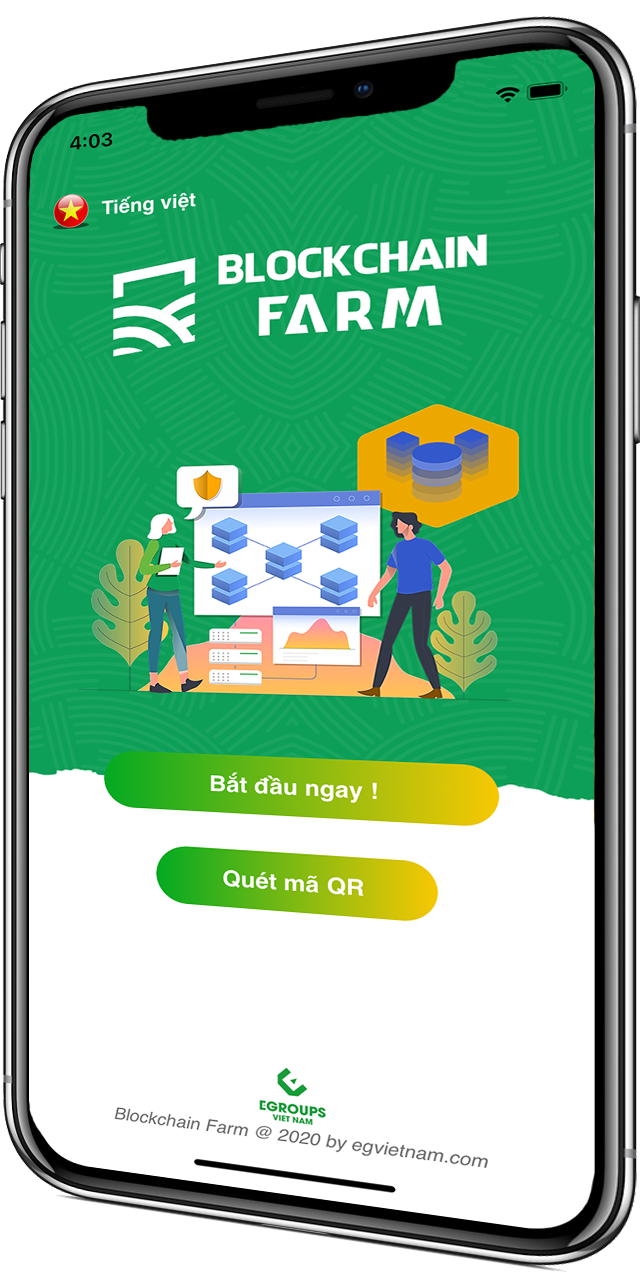 4:03
Tiếng việt
BLOCKCHAIN
FARM
Bắt đầu ngay !
Quét mã QR
EGROUPS
VIET NAM
Blockchain Farm @ 2020 by egvietnam.com